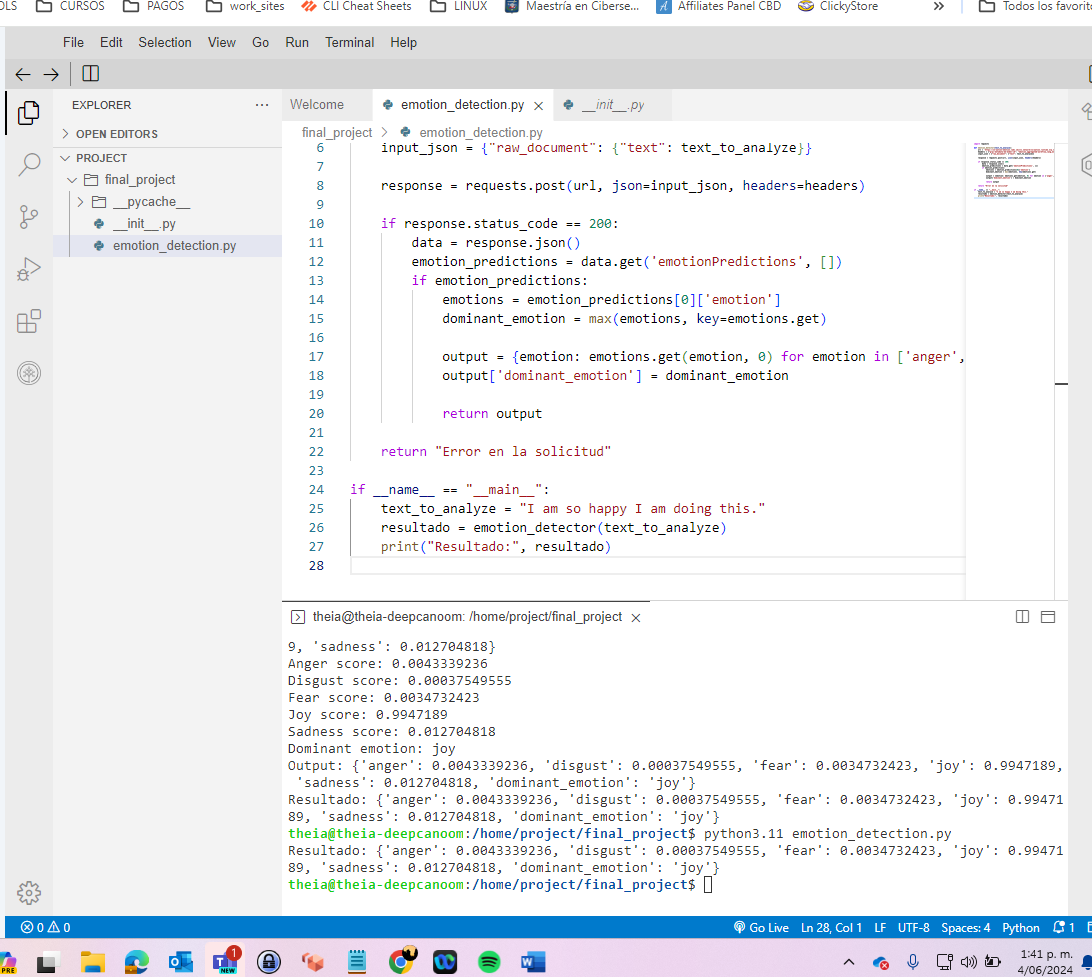 OLS CURSOS PAGOS work_sites CLI Cheat Sheets LINUX Maestría en Ciberse... Affiliates Panel CBD ClickyStore » Todos los favorit
File Edit Selection View Go Run Terminal Help
EXPLORER ...
OPEN EDITORS
PROJECT
final_project
__pycache__
__init__.py
emotion_detection.py
Welcome emotion_detection.py __init__.py
final_project > emotion_detection.py
6 input_json = {"raw_document": {"text": text_to_analyze}}
7
8 response = requests.post(url, json=input_json, headers=headers)
9
10 if response.status_code == 200:
11 data = response.json()
12 emotion_predictions = data.get('emotionPredictions', [])
13 if emotion_predictions:
14 emotions = emotion_predictions[0]['emotion']
15 dominant_emotion = max(emotions, key=emotions.get)
16
17 output = {emotion: emotions.get(emotion, 0) for emotion in ['anger',
18 output['dominant_emotion'] = dominant_emotion
19
20 return output
21
22 return "Error en la solicitud"
23
24 if __name__ == "__main__":
25 text_to_analyze = "I am so happy I am doing this."
26 resultado = emotion_detector(text_to_analyze)
27 print("Resultado:", resultado)
28
theia@theia-deepcanoom: /home/project/final_project
9, 'sadness': 0.012704818}
Anger score: 0.0043339236
Disgust score: 0.00037549555
Fear score: 0.0034732423
Joy score: 0.9947189
Sadness score: 0.012704818
Dominant emotion: joy
Output: {'anger': 0.0043339236, 'disgust': 0.00037549555, 'fear': 0.0034732423, 'joy': 0.9947189,
'sadness': 0.012704818, 'dominant_emotion': 'joy'}
Resultado: {'anger': 0.0043339236, 'disgust': 0.00037549555, 'fear': 0.0034732423, 'joy': 0.99471
89, 'sadness': 0.012704818, 'dominant_emotion': 'joy'}
theia@theia-deepcanoom:/home/project/final_project$ python3.11 emotion_detection.py
Resultado: {'anger': 0.0043339236, 'disgust': 0.00037549555, 'fear': 0.0034732423, 'joy': 0.99471
89, 'sadness': 0.012704818, 'dominant_emotion': 'joy'}
theia@theia-deepcanoom:/home/project/final_project$
0 0 Go Live Ln 28, Col 1 LF UTF-8 Spaces: 4 Python 1
PRE 1 NEW 1:41 p. m.
4/06/2024